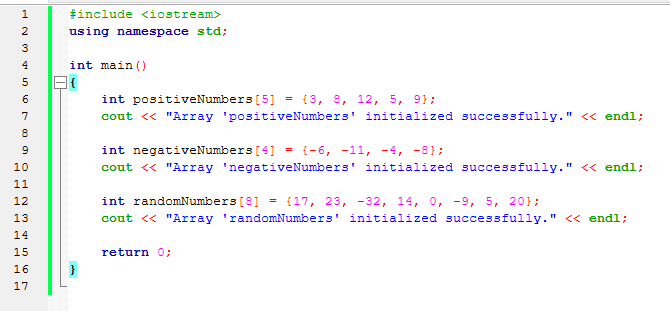 1 #include <iostream>
2 using namespace std;
3
4 int main()
5 {
6 int positiveNumbers[5] = {3, 8, 12, 5, 9};
7 cout << "Array 'positiveNumbers' initialized successfully." << endl;
8
9 int negativeNumbers[4] = {-6, -11, -4, -8};
10 cout << "Array 'negativeNumbers' initialized successfully." << endl;
11
12 int randomNumbers[8] = {17, 23, -32, 14, 0, -9, 5, 20};
13 cout << "Array 'randomNumbers' initialized successfully." << endl;
14
15 return 0;
16 }
17